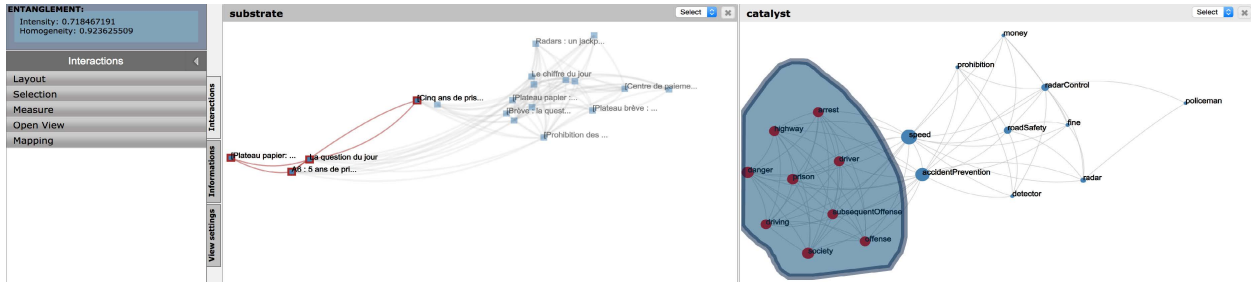 ENTANGLEMENT:
Intensity: 0.718467191
Homogeneity: 0.923625509
Interactions
Layout
Selection
Measure
Open View
Mapping
Interactions
Informations
View settings
substrate
Select
Radars : un jackp...
Le chiffre du jour
[Centre de paieme...
[Cinq ans de pris...
[Plateau papier :...
[Brève : la quest...
[Plateau brève : ...
[Prohibition des ...
[Plateau papier: ...
La question du jour
A6 : 5 ans de pri...
catalyst
Select
money
prohibition
radarControl
policeman
arrest
fine
highway
speed
roadSafety
driver
danger
prison
accidentPrevention
radar
detector
subsequentOffense
driving
offense
society